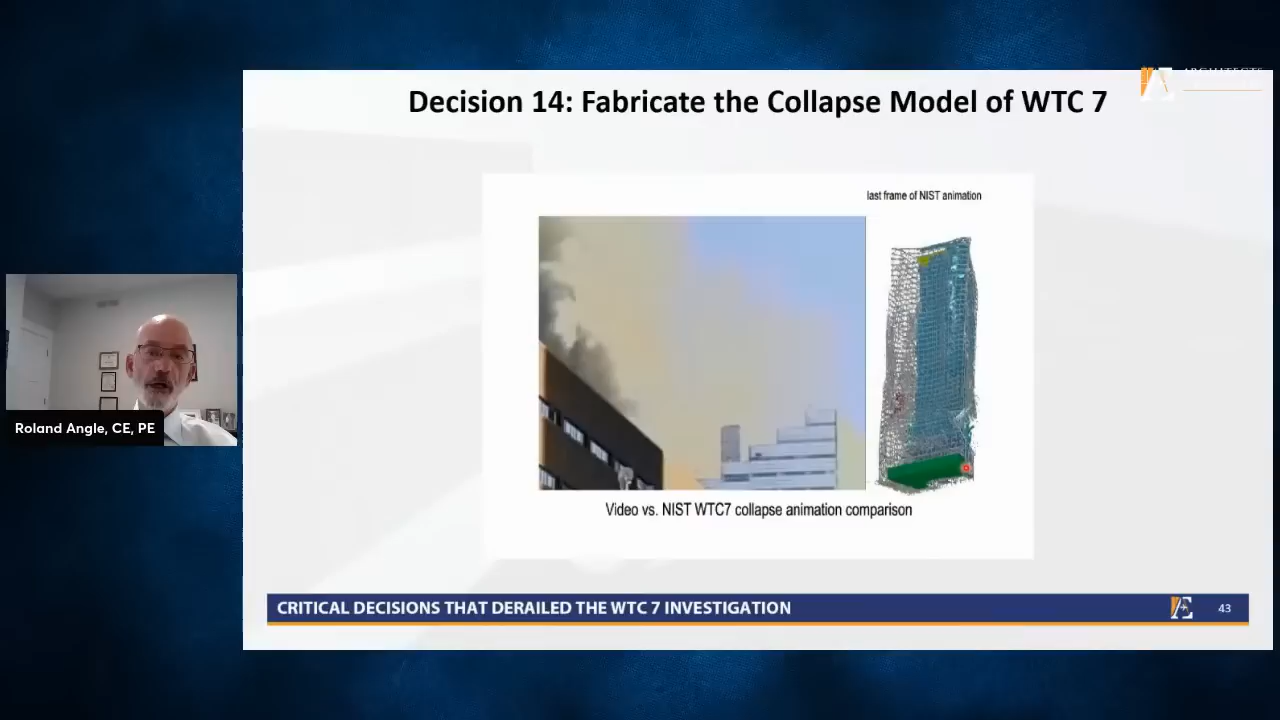 Decision 14: Fabricate the Collapse Model of WTC 7
ARCHITECTS
last frame of NIST animation
Roland Angle, CE, PE
Video vs. NIST WTC7 collapse animation comparison
CRITICAL DECISIONS THAT DERAILED THE WTC 7 INVESTIGATION
43